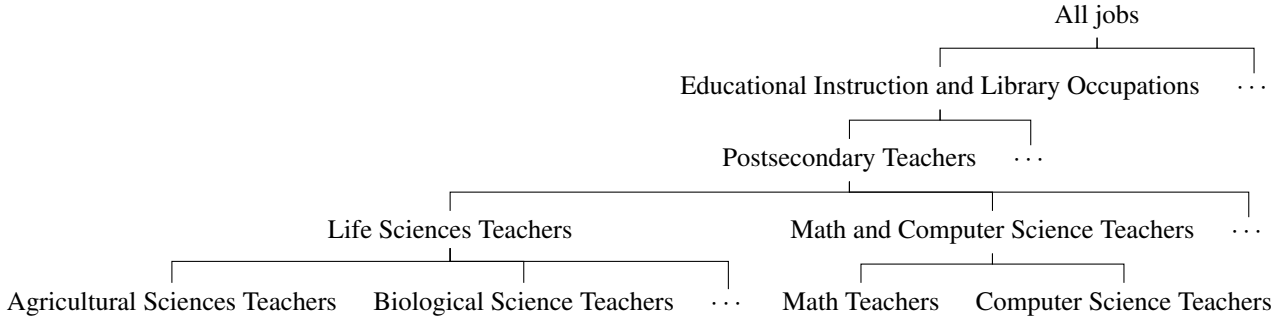 All jobs
Educational Instruction and Library Occupations ...
Postsecondary Teachers ...
Life Sciences Teachers Math and Computer Science Teachers ...
Agricultural Sciences Teachers Biological Science Teachers ... Math Teachers Computer Science Teachers